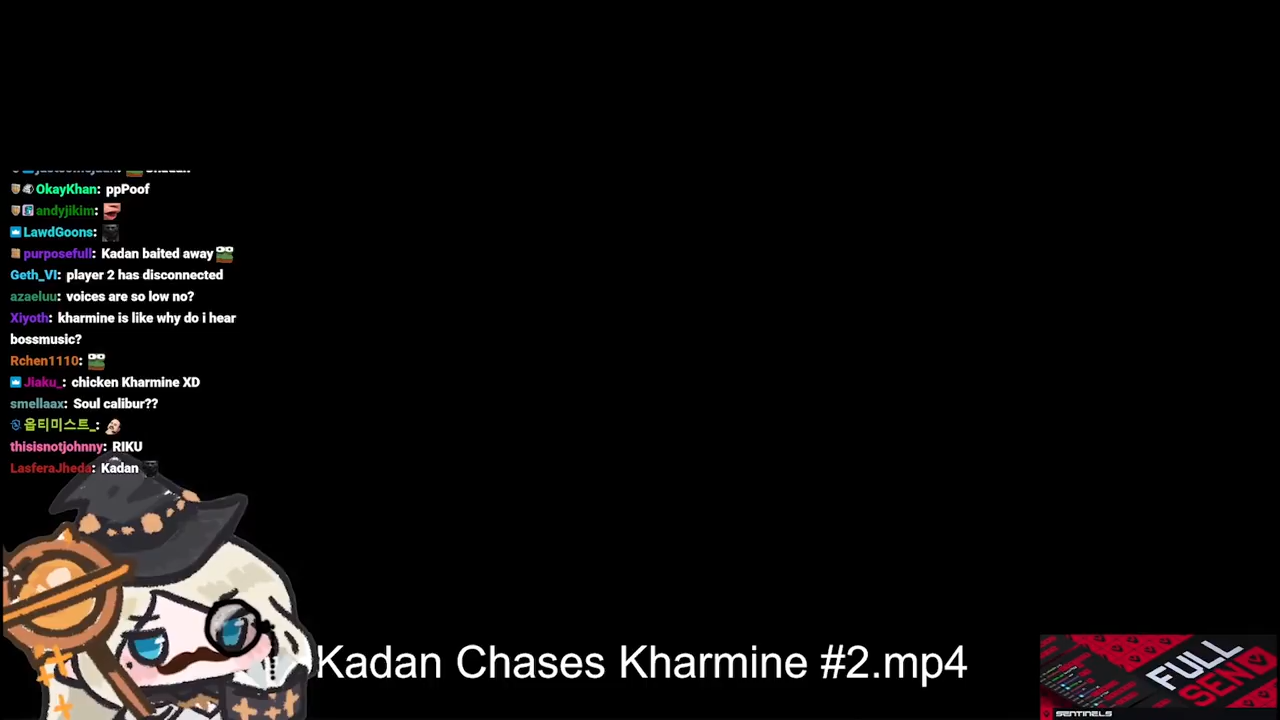 OkayKhan: ppPoof
andyjikim:
LawdGoons:
purposefull: Kadan baited away
Geth_VI: player 2 has disconnected
azaeluu: voices are so low no?
Xiyoth: kharmine is like why do i hear
bossmusic?
Rchen1110:
Jiaku_: chicken Kharmine XD
smellaax: Soul calibur??
옵티미스트_:
thisisnotjohnny: RIKU
LasferaJheda: Kadan
Kadan Chases Kharmine #2.mp4
FULL
SEND
SENTINELS